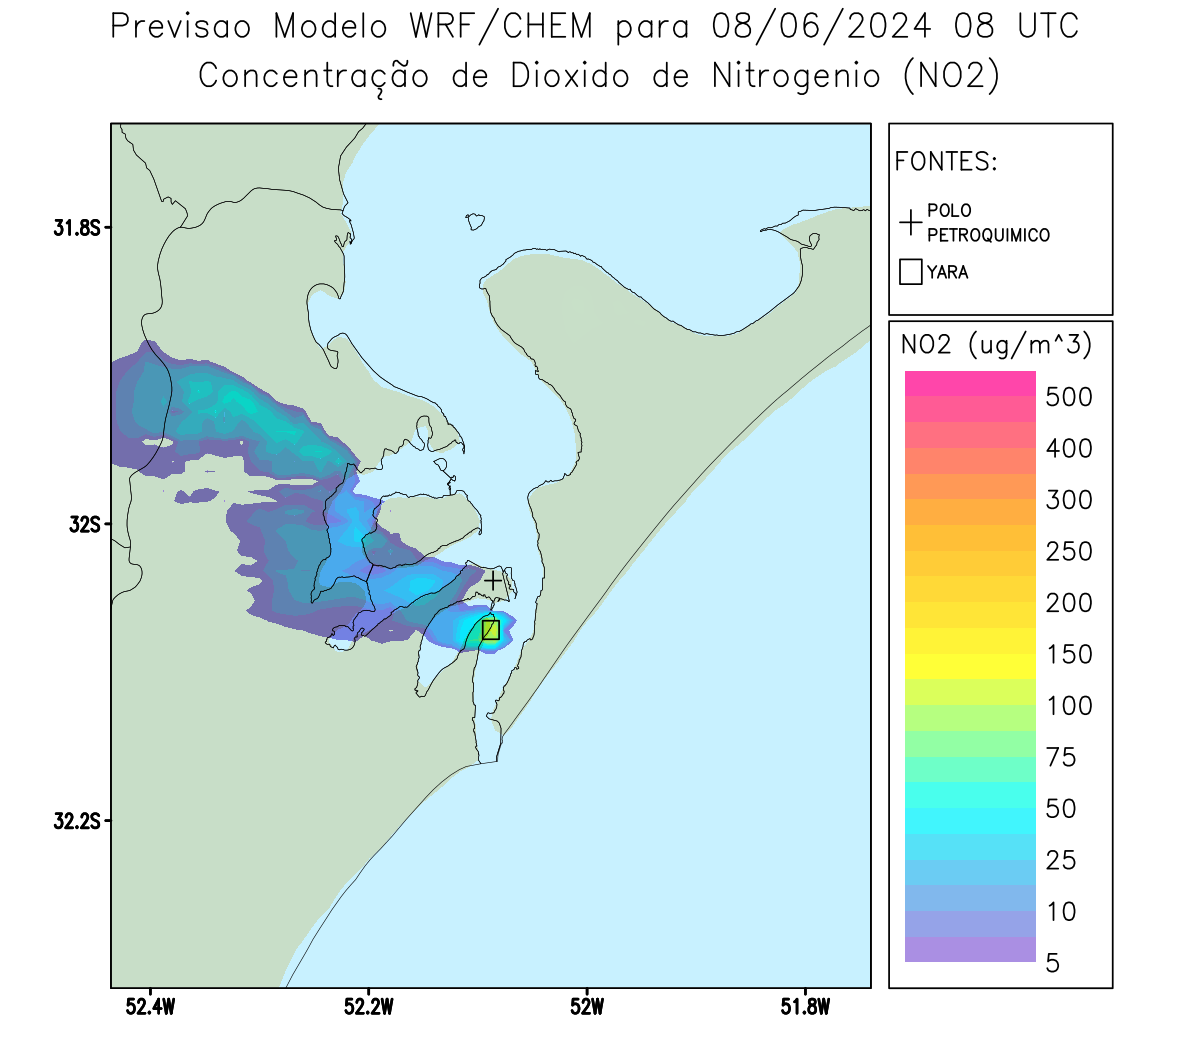 Previsao Modelo WRF/CHEM para 08/06/2024 08 UTC
Concentração de Dioxido de Nitrogenio (NO2)
FONTES:
POLO
PETROQUIMICO
YARA
NO2 (ug/m^3)
500
400
300
250
200
150
100
75
50
25
10
5
31.8S
32S
32.2S
52.4W
52.2W
52W
51.8W